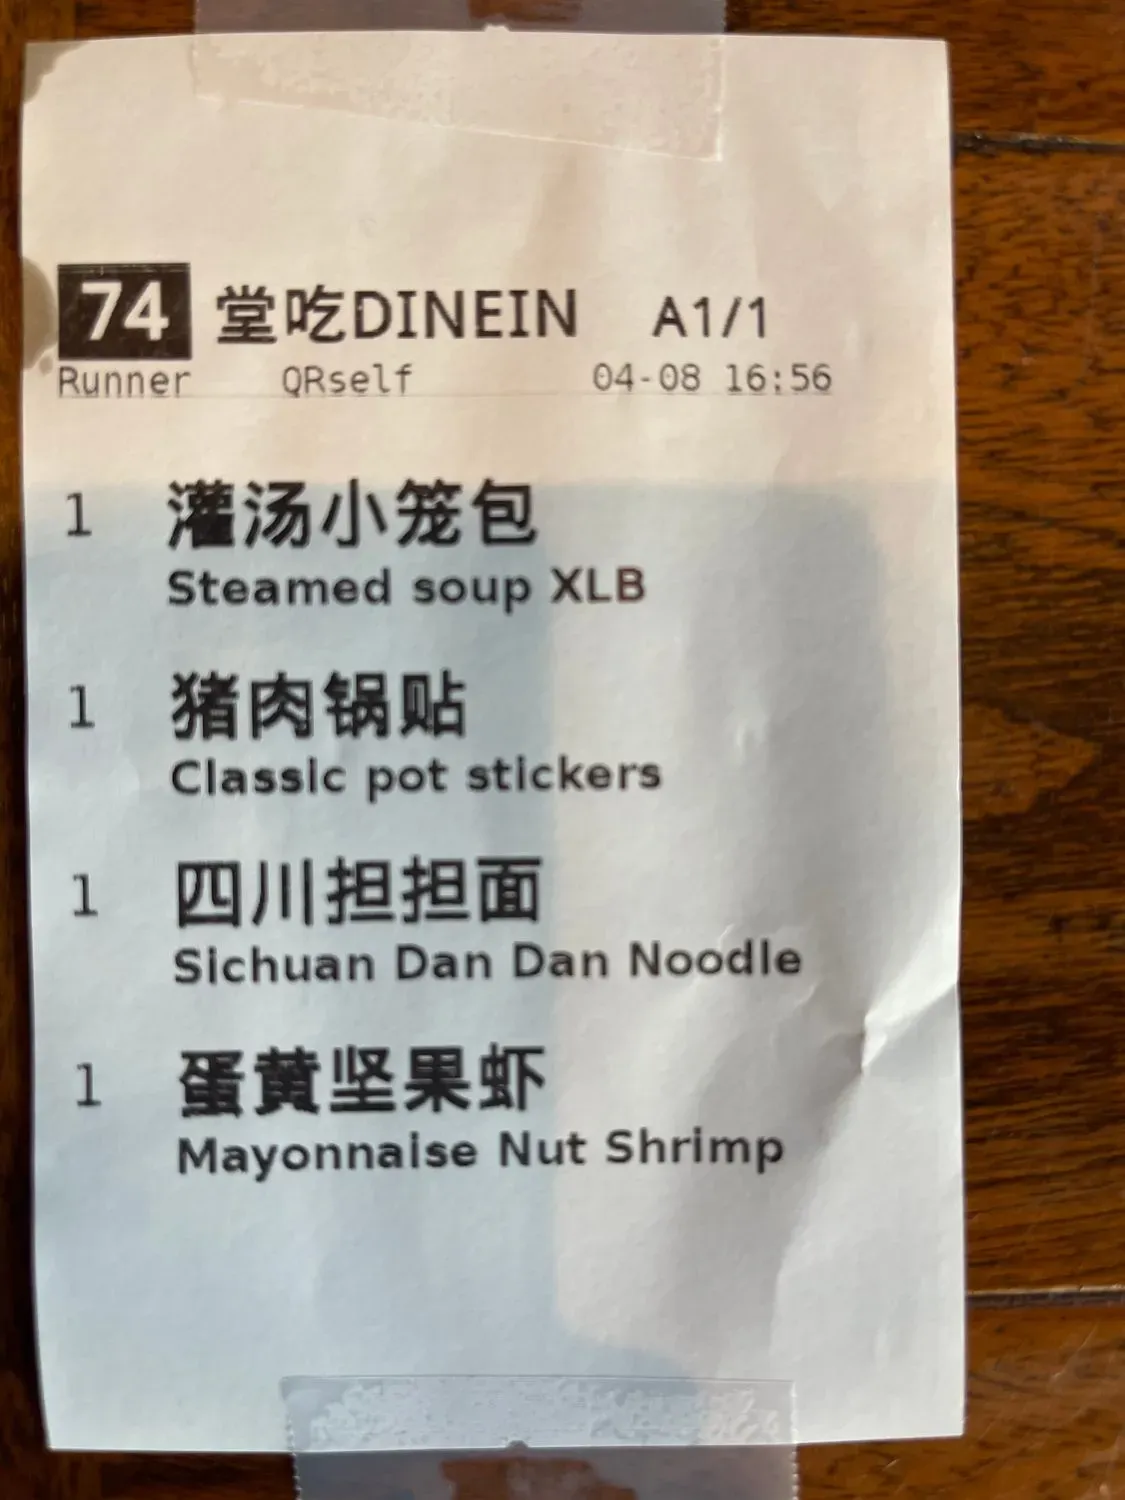 74 堂吃DINEIN A1/1
Runner QRself 04-08 16:56
1 灌汤小笼包
Steamed soup XLB
1 猪肉锅贴
Classic pot stickers
1 四川担担面
Sichuan Dan Dan Noodle
1 蛋黄坚果虾
Mayonnaise Nut Shrimp